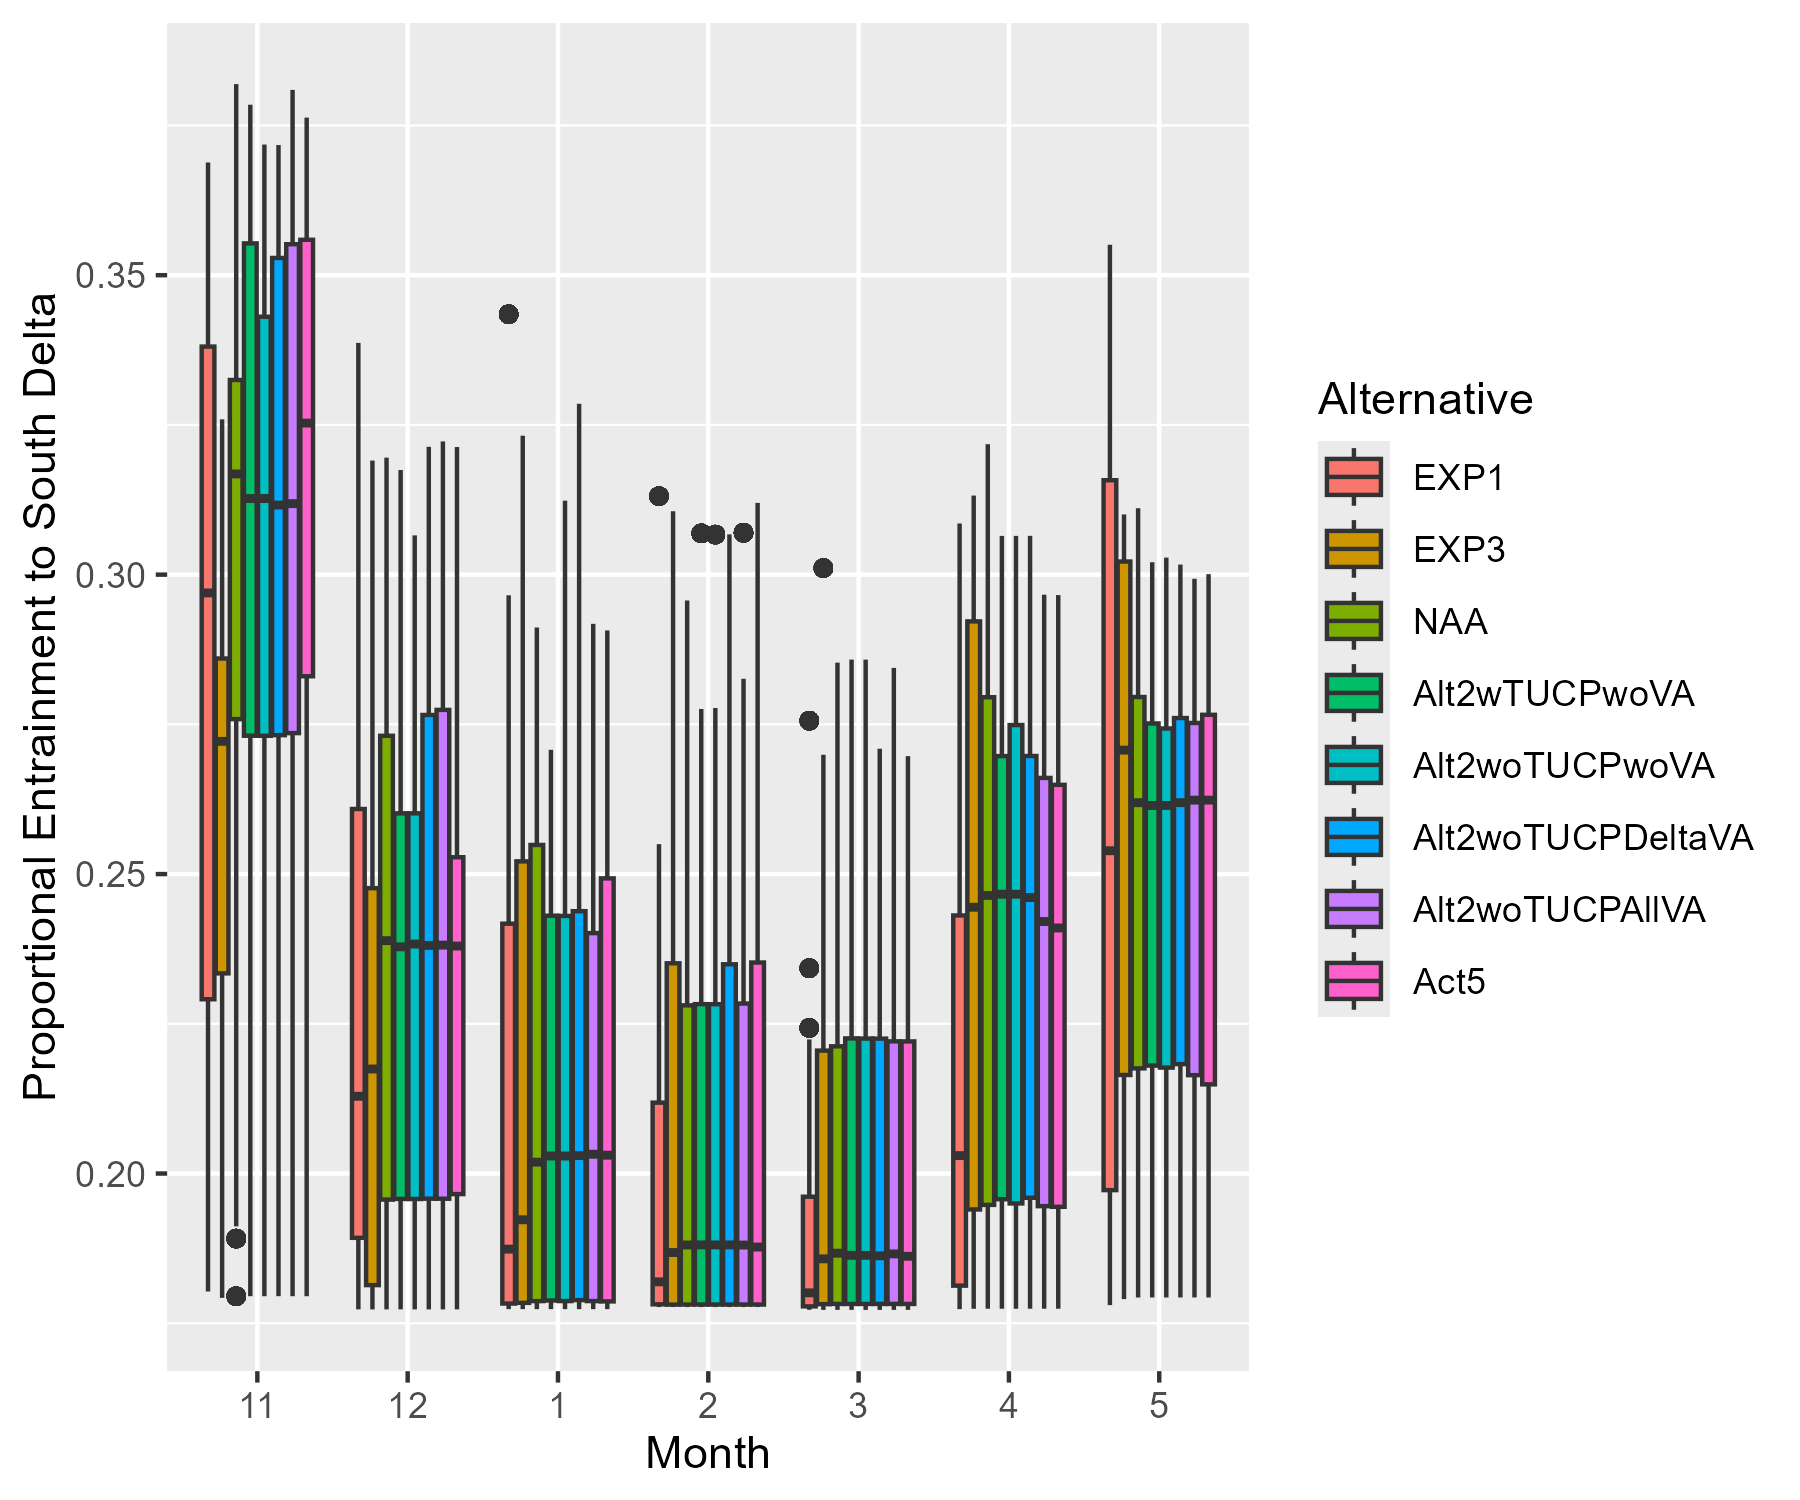 Proportional Entrainment to South Delta
0.35
0.30
0.25
0.20
11 12 1 2 3 4 5
Month
Alternative
EXP1
EXP3
NAA
Alt2wTUCPwoVA
Alt2woTUCPwoVA
Alt2woTUCPDeltaVA
Alt2woTUCPAllVA
Act5